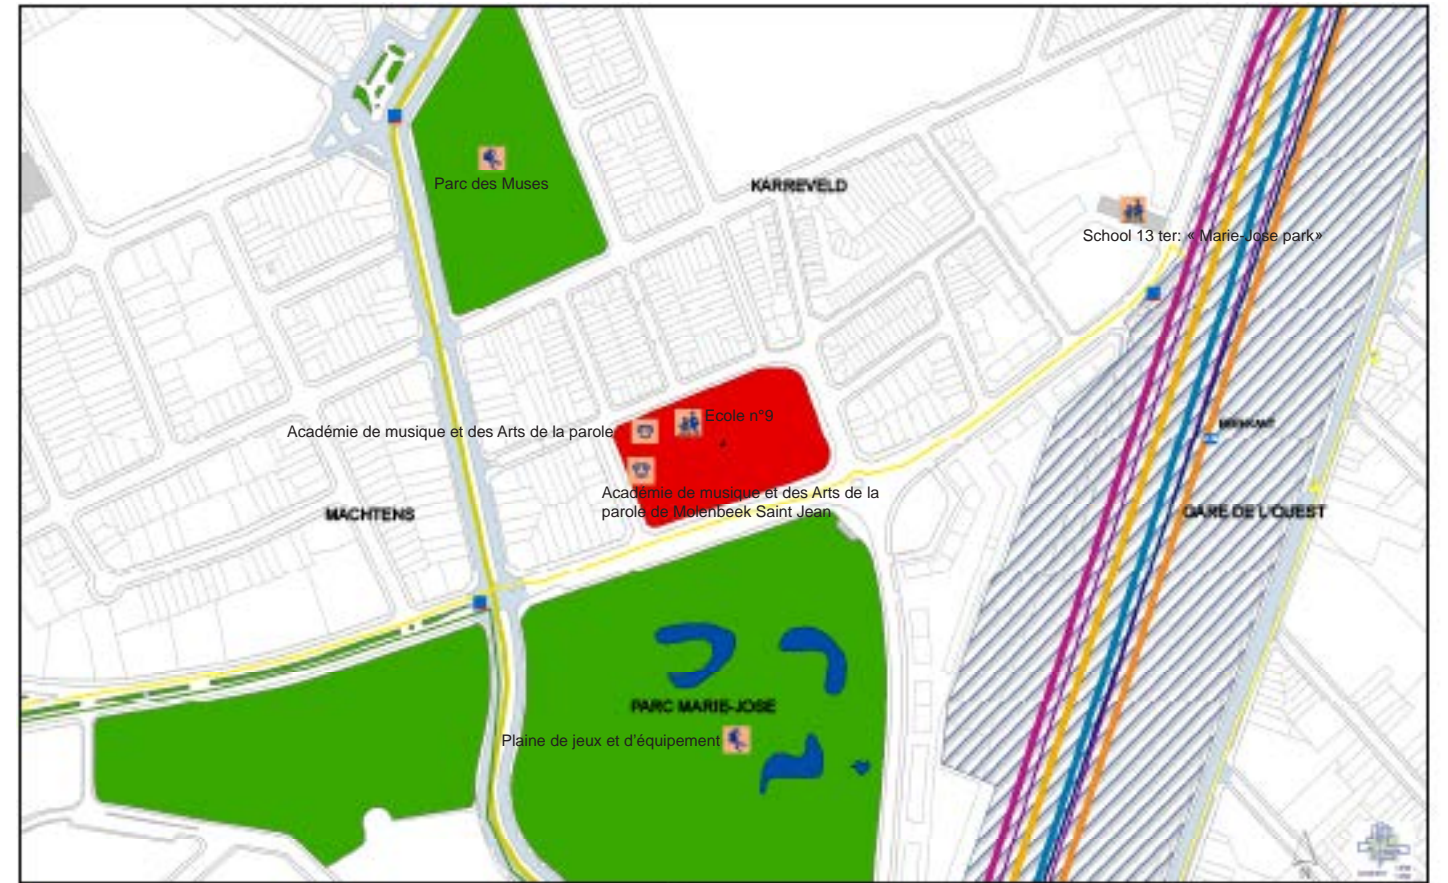 Parc des Muses
KARREVELD
School 13 ter: « Marie-Jose park»
Ecole n°9
Académie de musique et des Arts de la parole
BEEKKANT
Académie de musique et des Arts de la
parole de Molenbeek Saint Jean
MACHTENS
GARE DE L'OUEST
PARC MARIE-JOSE
Plaine de jeux et d'équipement
N